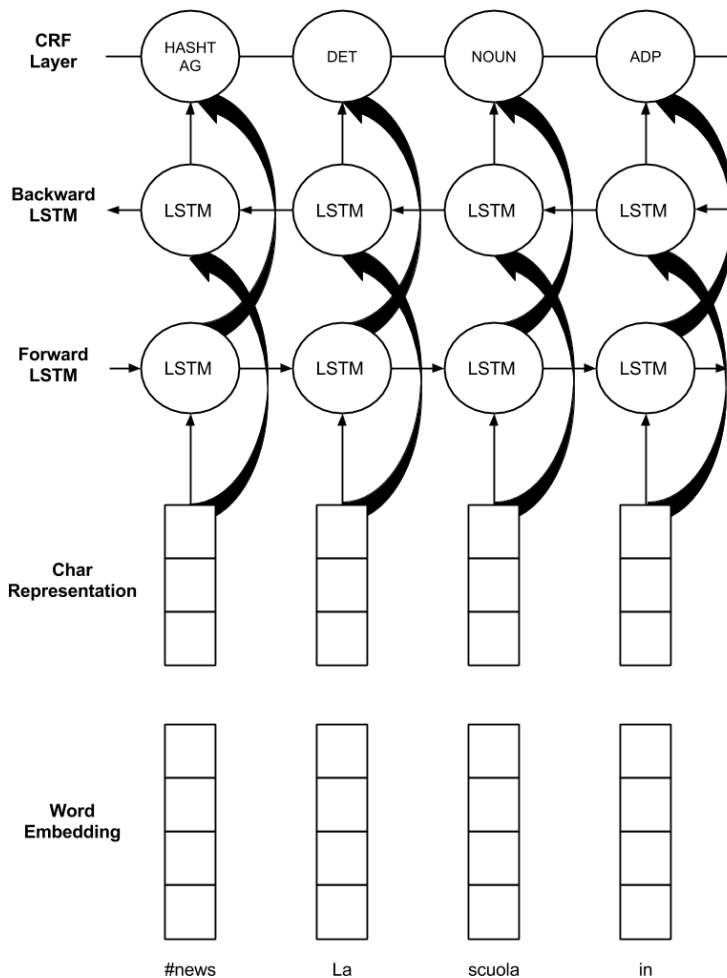 CRF
Layer
HASHT
AG
DET
NOUN
ADP
Backward
LSTM
LSTM
LSTM
LSTM
LSTM
Forward
LSTM
LSTM
LSTM
LSTM
LSTM
Char
Representation
Word
Embedding
#news
La
scuola
in